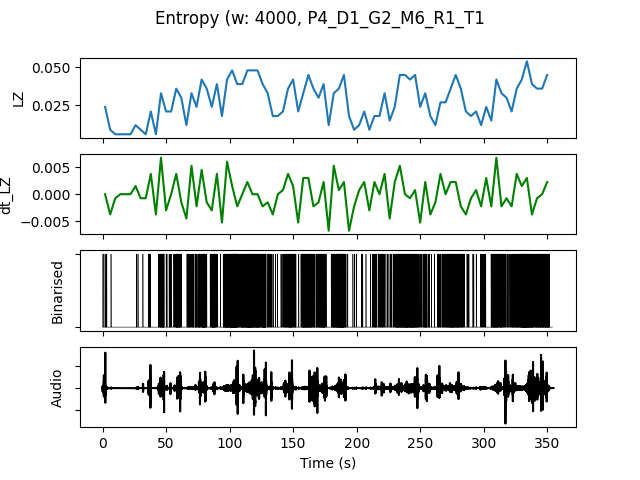 Entropy (w: 4000, P4_D1_G2_M6_R1_T1
LZ
0.050
0.025
dt_LZ
0.005
0.000
−0.005
Binarised
Audio
0 50 100 150 200 250 300 350
Time (s)